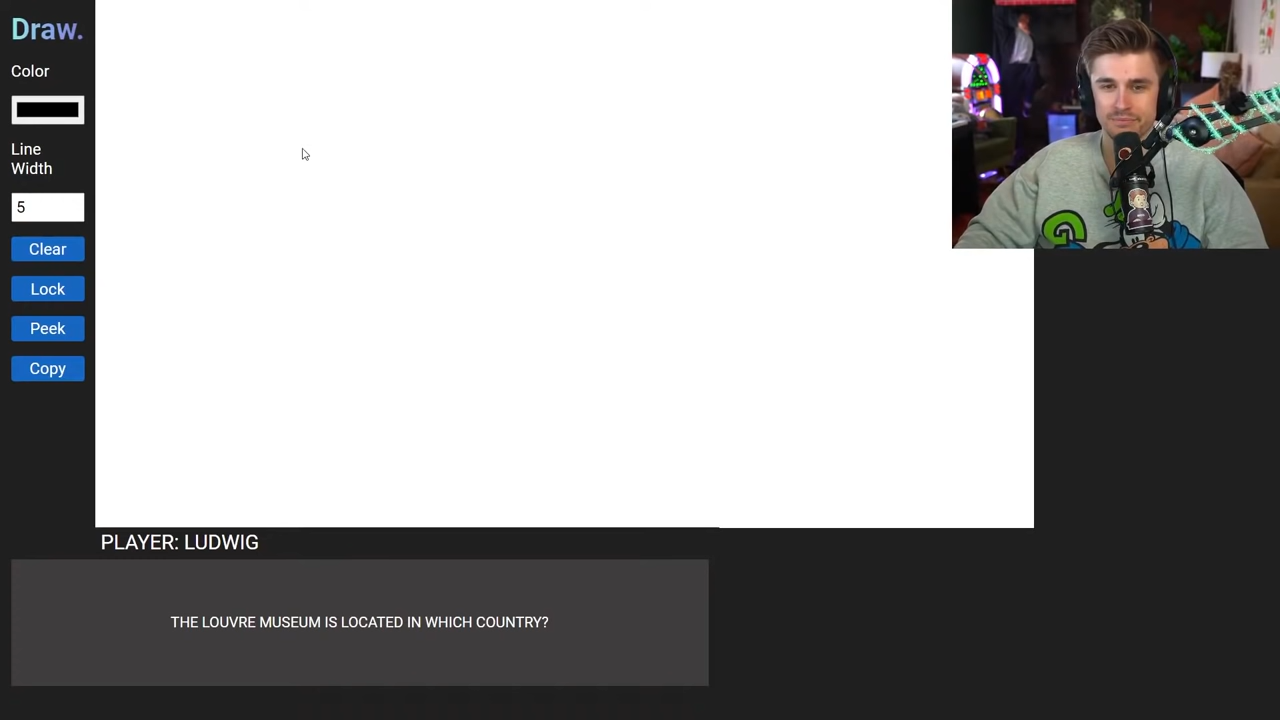 Draw.
Color
Line
Width
5
Clear
Lock
Peek
Copy
PLAYER: LUDWIG
THE LOUVRE MUSEUM IS LOCATED IN WHICH COUNTRY?